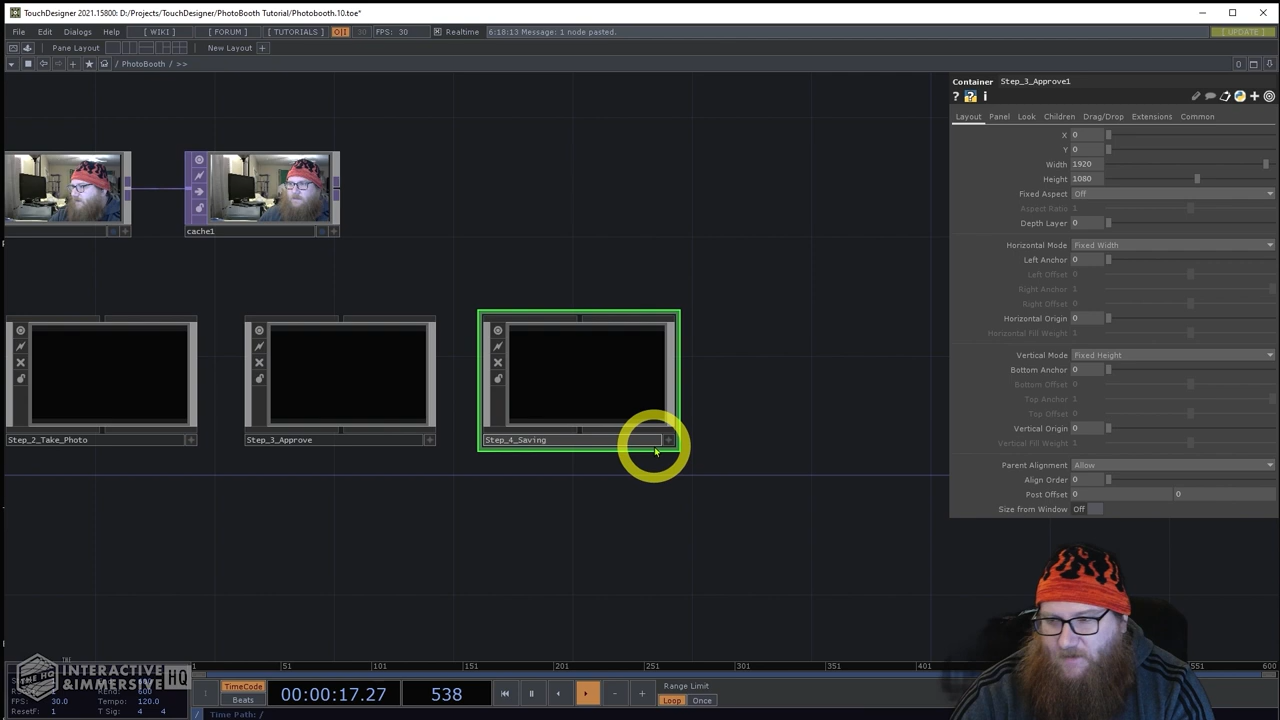 TouchDesigner 2021.15800: D:/Projects/TouchDesigner/PhotoBooth Tutorial/Photobooth.10.toe*
File Edit Dialogs Help [ WIKI ] [ FORUM ] [ TUTORIALS ] O|I 30 FPS: 30 Realtime 6:18:13 Message: 1 node pasted. [ UPDATE ]
Pane Layout New Layout +
/ PhotoBooth / >> 0
Container Step_3_Approve1
? ? i
Layout Panel Look Children Drag/Drop Extensions Common
X 0
Y 0
Width 1920
Height 1080
Fixed Aspect Off
Aspect Ratio 1
Depth Layer 0
Horizontal Mode Fixed Width
Left Anchor 0
Left Offset 0
Right Anchor 1
Right Offset 0
Horizontal Origin 0
Horizontal Fill Weight 1
Vertical Mode Fixed Height
Bottom Anchor 0
Bottom Offset 0
Top Anchor 1
Top Offset 0
Vertical Origin 0
Vertical Fill Weight 1
Parent Alignment Allow
Align Order 0
Post Offset 0 0
Size from Window Off
cache1
Step_2_Take_Photo
Step_3_Approve
Step_4_Saving
THE
INTERACTIVE
& IMMERSIVE HQ
1 51 101 151 201 251 301 351 401 451 501 551 600
FPS: 30.0 Tempo: 120.0
ResetF: 1 T Sig: 4 4
TimeCode
Beats
00:00:17.27 538
Range Limit
Loop Once
/ Time Path: /